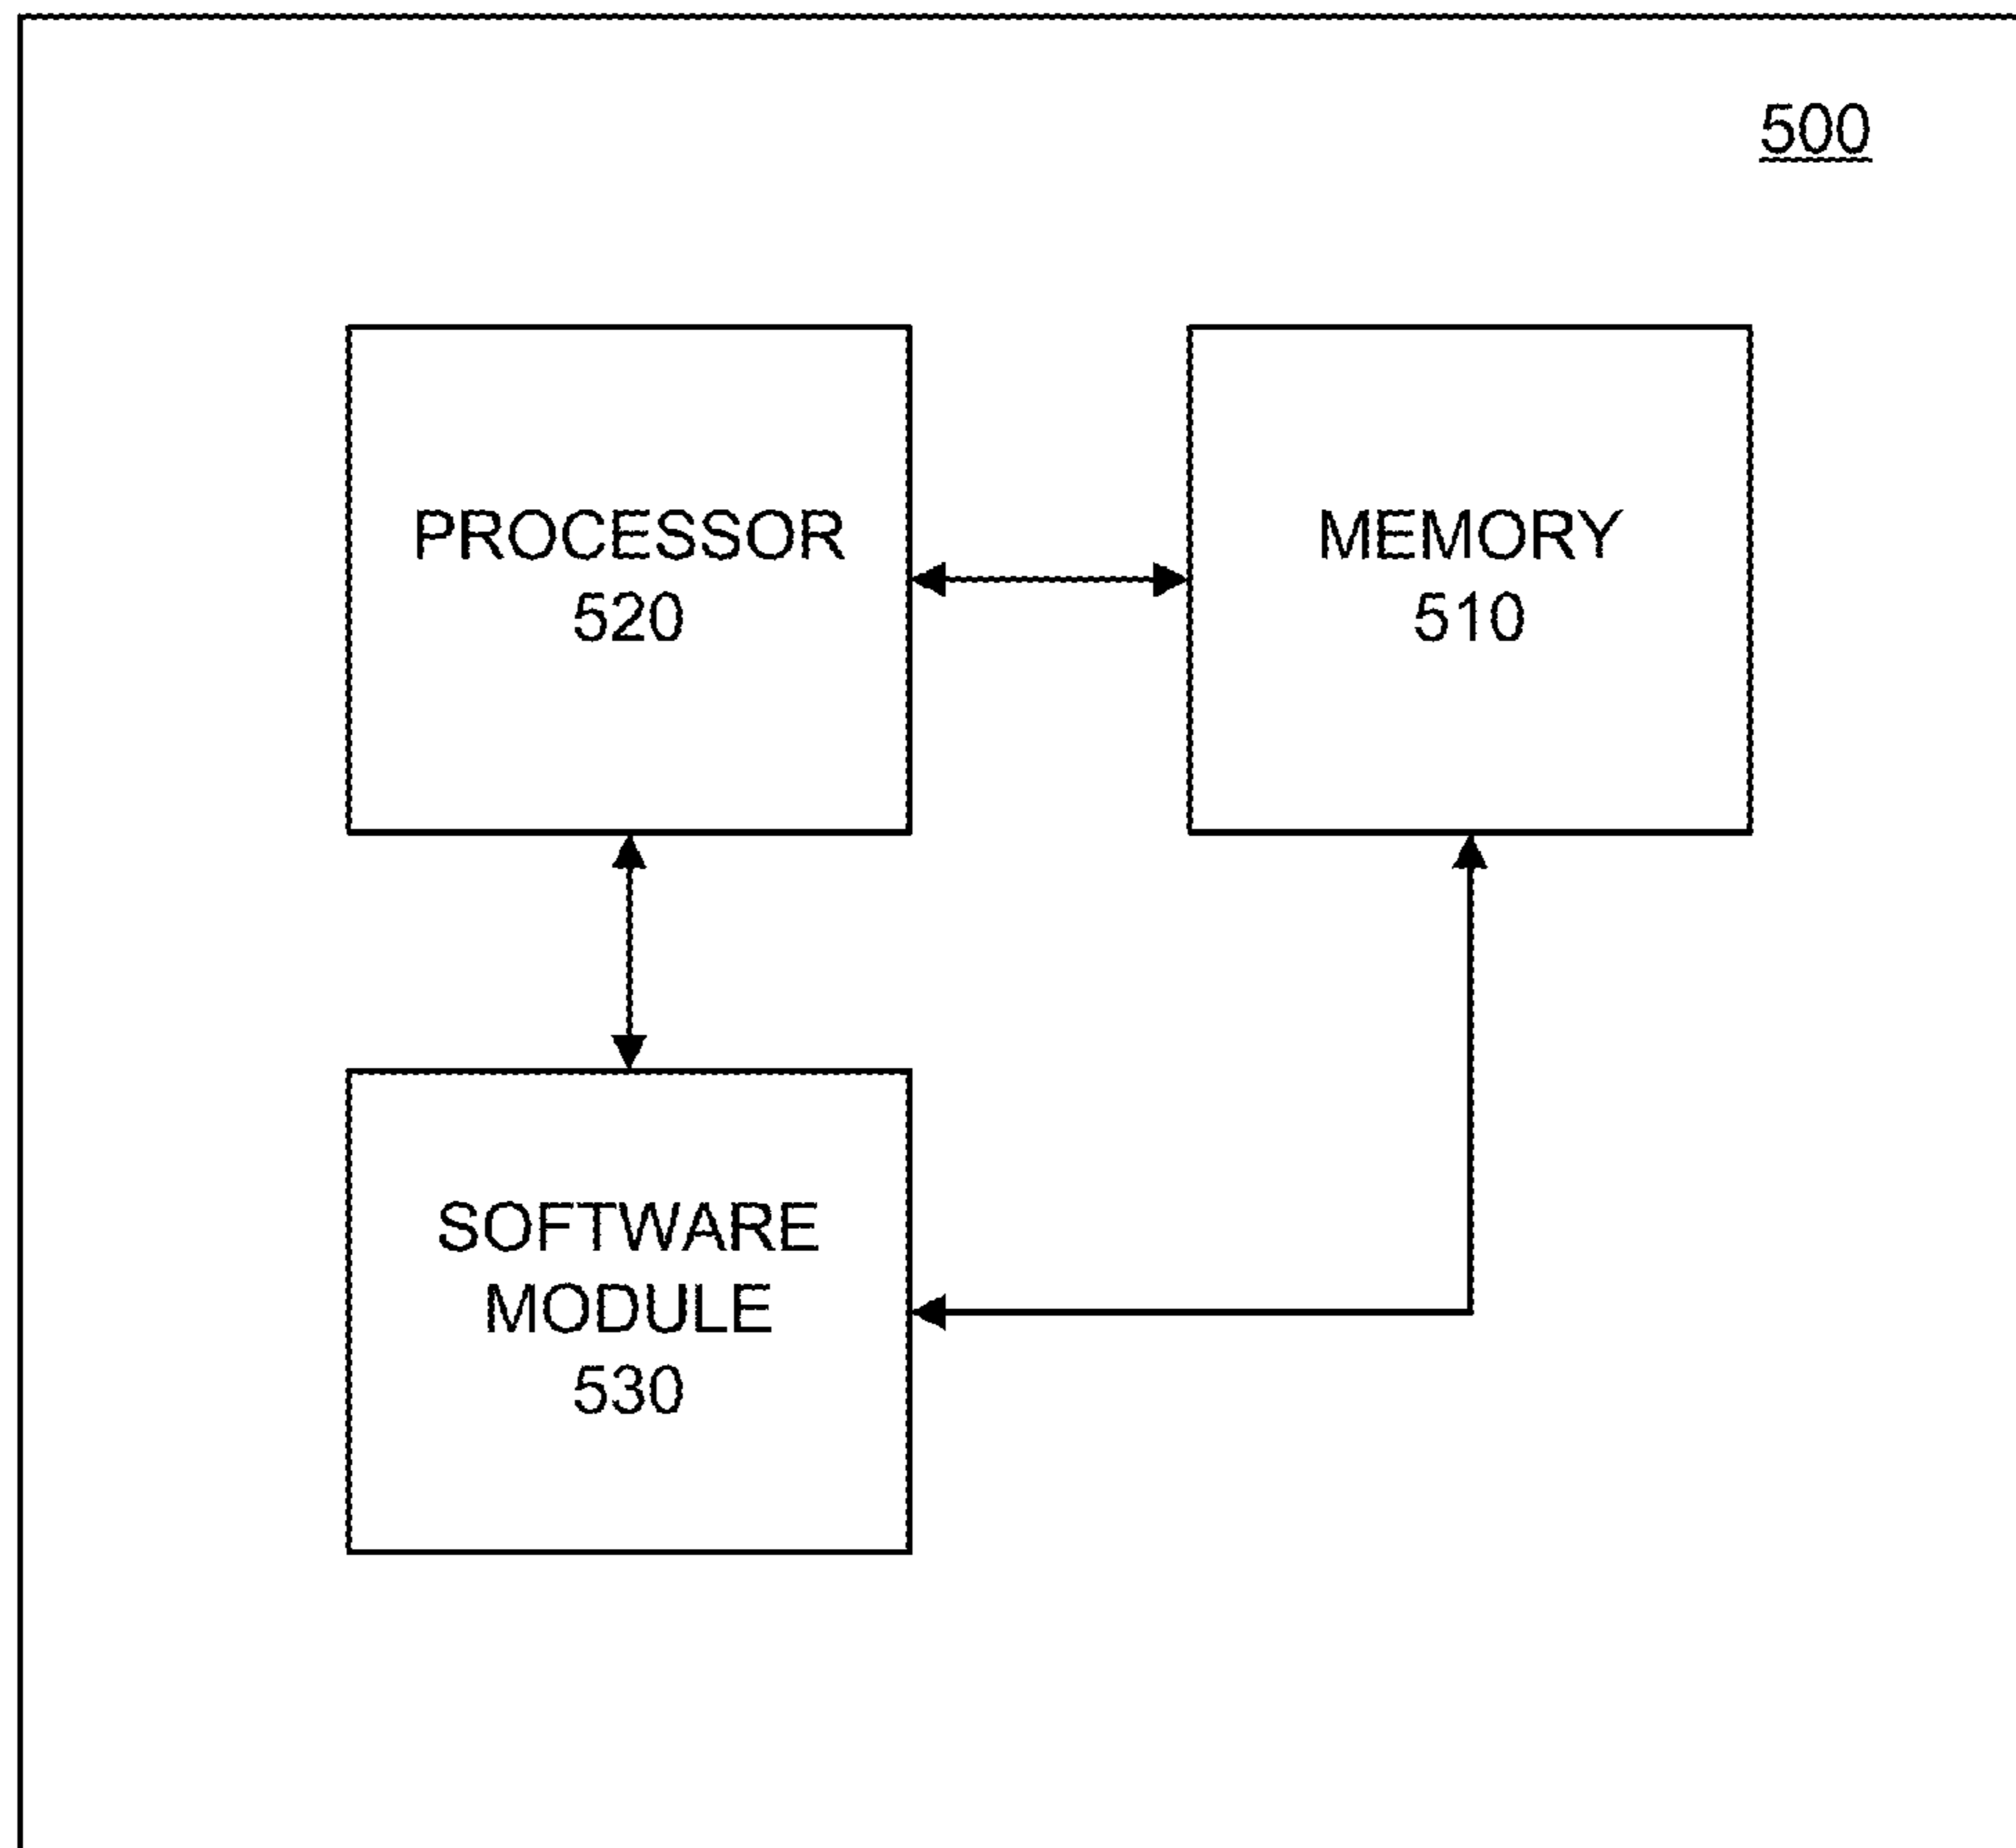 500
PROCESSOR
520
MEMORY
510
SOFTWARE
MODULE
530